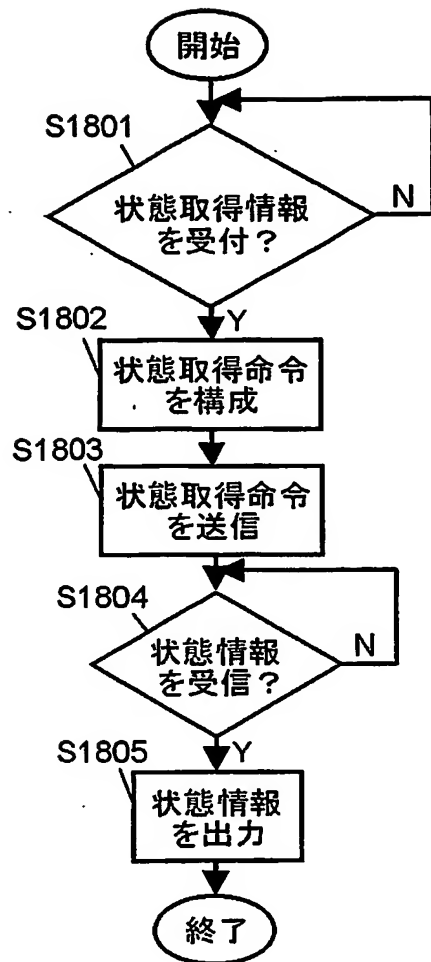 開始
S1801
状態取得情報
を受付?
N
Y
S1802
状態取得命令
を構成
S1803
状態取得命令
を送信
S1804
状態情報
を受信?
N
Y
S1805
状態情報
を出力
終了